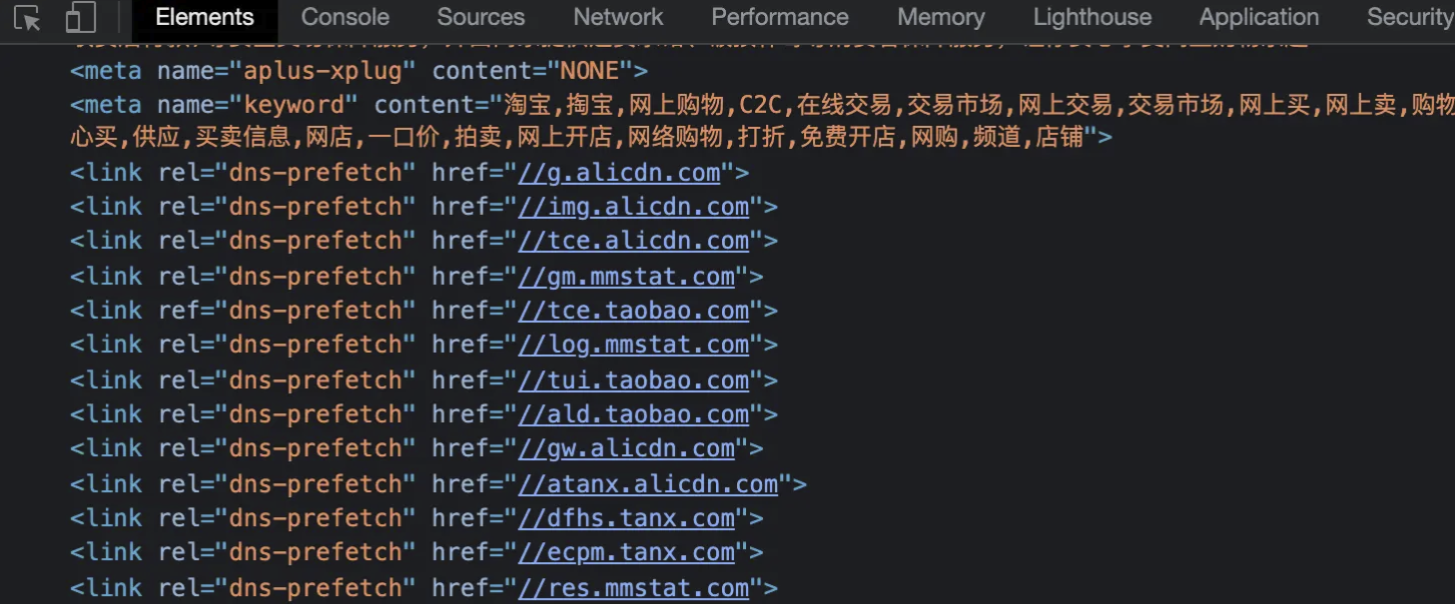 Elements Console Sources Network Performance Memory Lighthouse Application Security
<meta name="aplus-xplug" content="NONE">
<meta name="keyword" content="淘宝,掏宝,网上购物,C2C,在线交易,交易市场,网上交易,交易市场,网上买,网上卖,购物
心买,供应,买卖信息,网店,一口价,拍卖,网上开店,网络购物,打折,免费开店,网购,频道,店铺">
<link rel="dns-prefetch" href="//g.alicdn.com">
<link rel="dns-prefetch" href="//img.alicdn.com">
<link rel="dns-prefetch" href="//tce.alicdn.com">
<link rel="dns-prefetch" href="//gm.mmstat.com">
<link ref="dns-prefetch" href="//tce.taobao.com">
<link rel="dns-prefetch" href="//log.mmstat.com">
<link rel="dns-prefetch" href="//tui.taobao.com">
<link rel="dns-prefetch" href="//ald.taobao.com">
<link rel="dns-prefetch" href="//gw.alicdn.com">
<link rel="dns-prefetch" href="//atanx.alicdn.com">
<link rel="dns-prefetch" href="//dfhs.tanx.com">
<link rel="dns-prefetch" href="//ecpm.tanx.com">
<link rel="dns-prefetch" href="//res.mmstat.com">